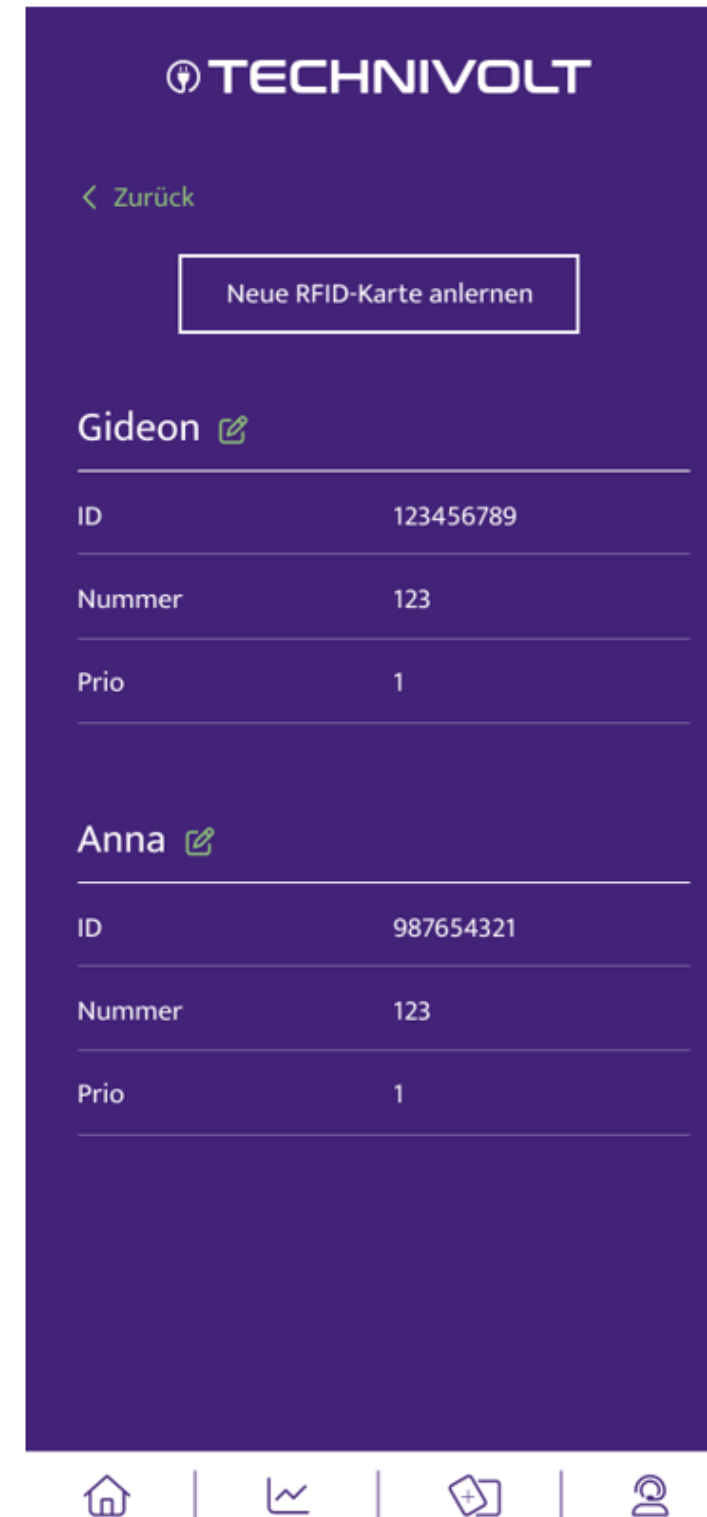 TECHNIVOLT
Zurück
Neue RFID-Karte anlernen
Gideon
ID 123456789
Nummer 123
Prio 1
Anna
ID 987654321
Nummer 123
Prio 1